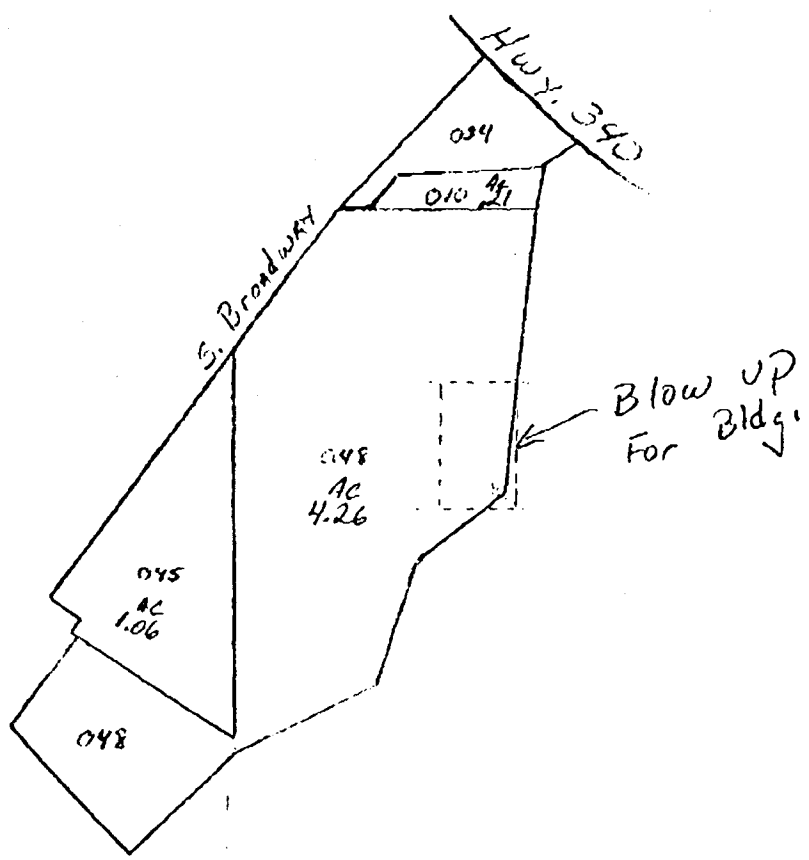 Hwy. 340
034
010 Ac .21
S. Broadway
Blow up
For Bldg.
048
Ac
4.26
045
Ac
1.06
048